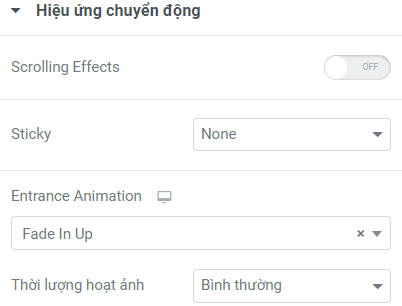 Hiệu ứng chuyển động
Scrolling Effects
OFF
Sticky
None
Entrance Animation
Fade In Up
×
Thời lượng hoạt ảnh
Bình thường